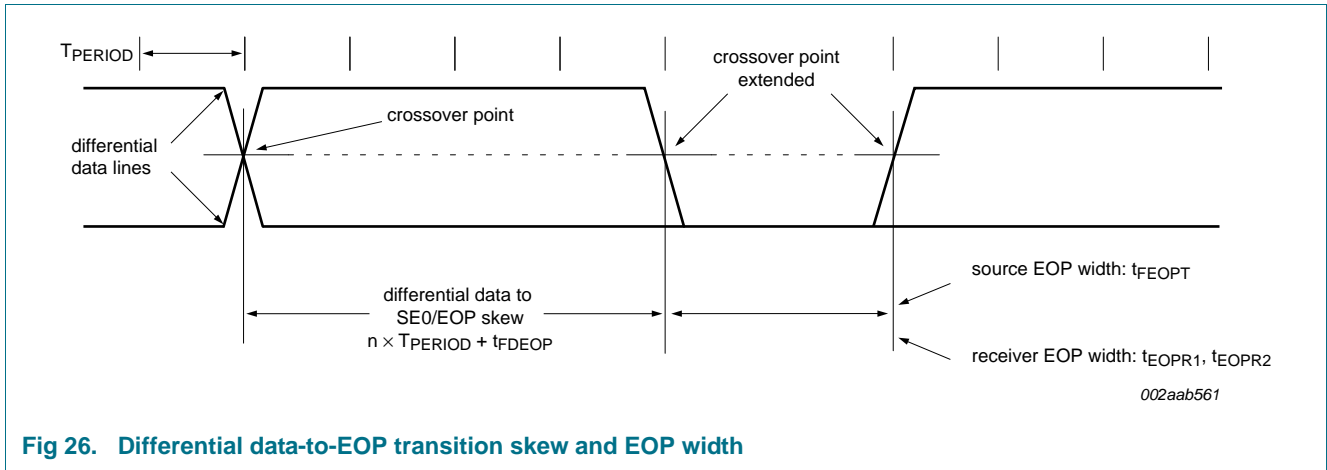 TPERIOD
crossover point
extended
crossover point
differential
data lines
source EOP width: tFEOPT
differential data to
SE0/EOP skew
n × TPERIOD + tFDEOP
receiver EOP width: tEOPR1, tEOPR2
002aab561
Fig 26. Differential data-to-EOP transition skew and EOP width